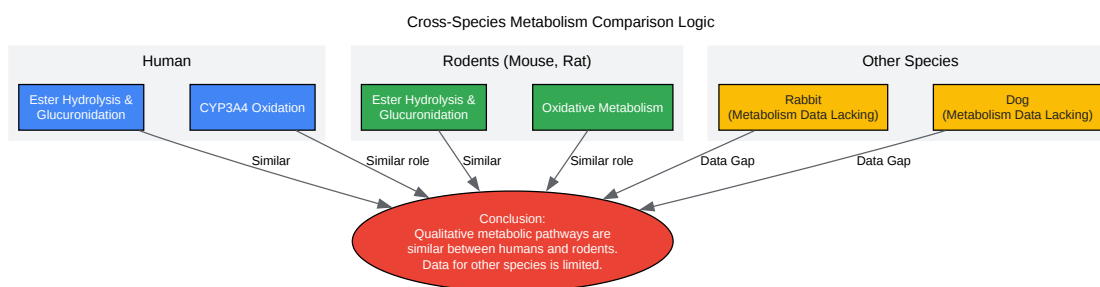 Cross-Species Metabolism Comparison Logic
Human
Rodents (Mouse, Rat)
Other Species
Ester Hydrolysis &
Glucuronidation
CYP3A4 Oxidation
Ester Hydrolysis &
Glucuronidation
Oxidative Metabolism
Rabbit
(Metabolism Data Lacking)
Dog
(Metabolism Data Lacking)
Similar
Similar role
Similar
Similar role
Data Gap
Data Gap
Conclusion:
Qualitative metabolic pathways are
similar between humans and rodents.
Data for other species is limited.